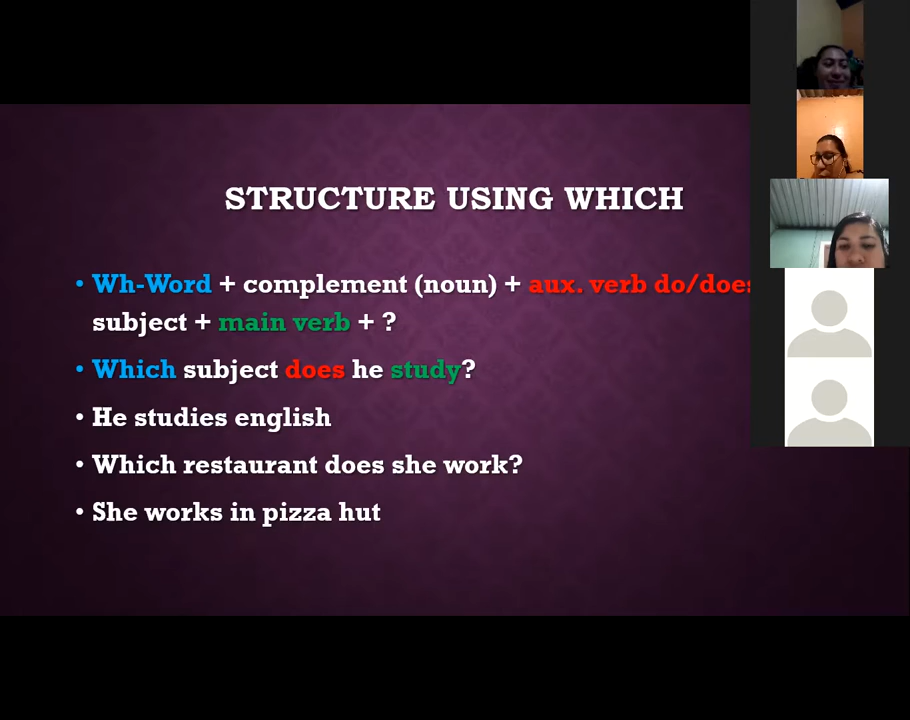 STRUCTURE USING WHICH
• Wh-Word + complement (noun) + aux. verb do/does
subject + main verb + ?
• Which subject does he study?
• He studies english
• Which restaurant does she work?
• She works in pizza hut